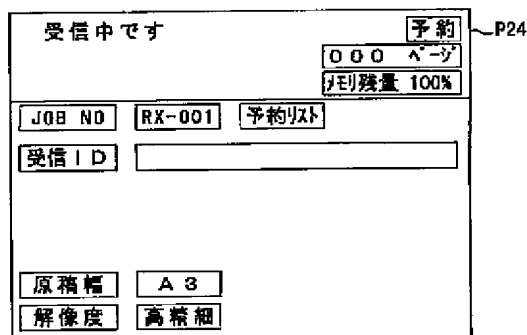 受信中です 予約 P24
000 ページ
メモリ残量 100%
JOB NO RX-001 予約リスト
受信ID
原稿幅 A3
解像度 高精細